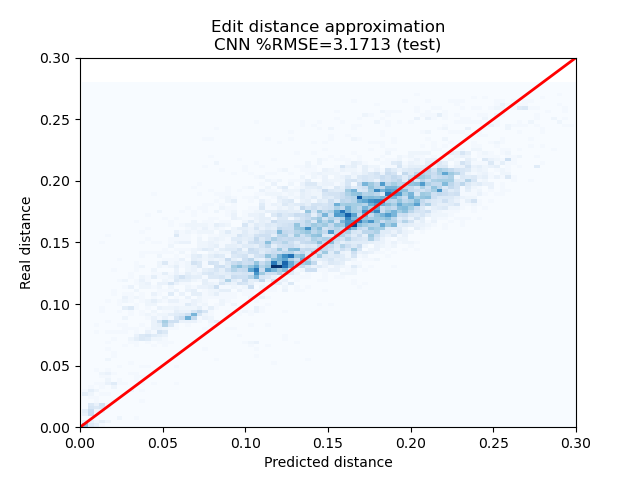 Edit distance approximation
CNN %RMSE=3.1713 (test)
0.30
0.25
0.20
0.15
0.10
0.05
0.00
Real distance
0.00 0.05 0.10 0.15 0.20 0.25 0.30
Predicted distance